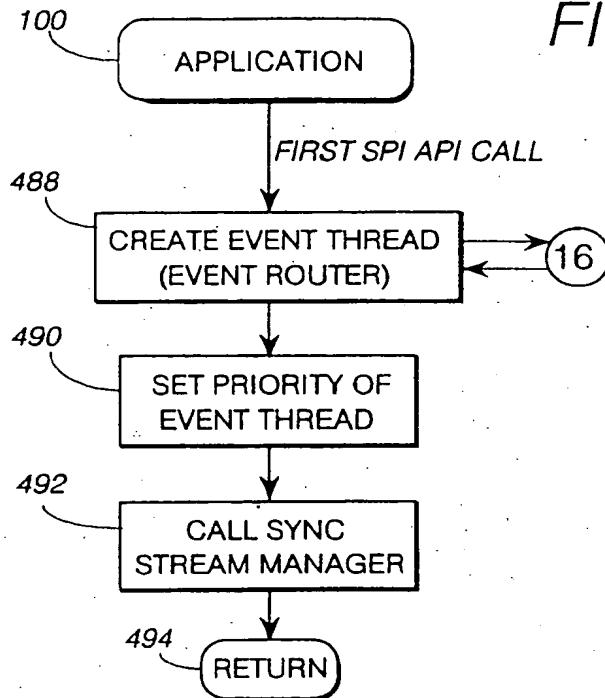 100
FI
APPLICATION
FIRST SPI API CALL
488
CREATE EVENT THREAD
(EVENT ROUTER)
16
490
SET PRIORITY OF
EVENT THREAD
492
CALL SYNC
STREAM MANAGER
494
RETURN